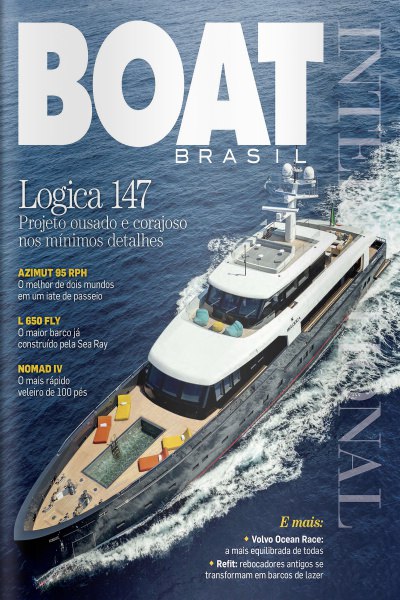 BOAT
BRASIL
INTERNATIONAL
Logica 147
Projeto ousado e corajoso
nos mínimos detalhes
AZIMUT 95 RPH
O melhor de dois mundos
em um iate de passeio
L 650 FLY
O maior barco já
construído pela Sea Ray
NOMAD IV
O mais rápido
veleiro de 100 pés
E mais:
Volvo Ocean Race:
a mais equilibrada de todas
Refit: rebocadores antigos se
transformam em barcos de lazer